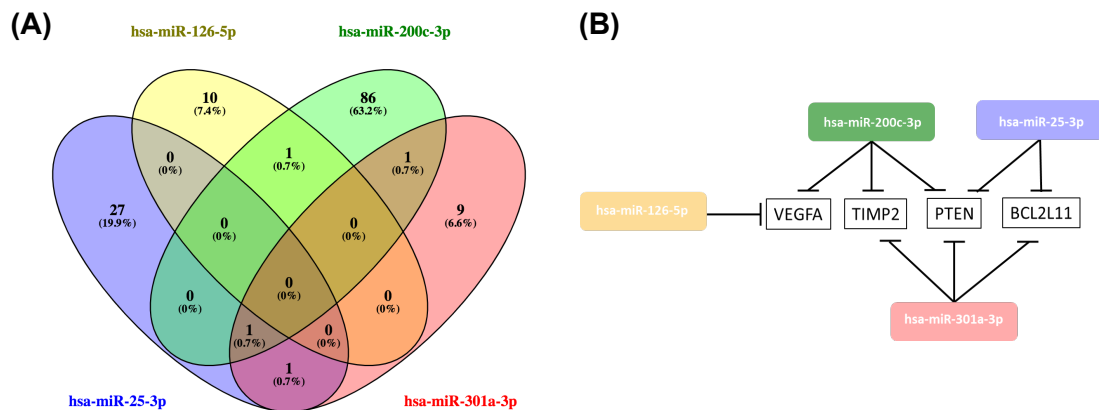 (A)
hsa-miR-126-5p
hsa-miR-200c-3p
10
(7.4%)
86
(63.2%)
0
(0%)
1
(0.7%)
1
(0.7%)
27
(19.9%)
9
(6.6%)
0
(0%)
0
(0%)
0
(0%)
0
(0%)
0
(0%)
1
(0.7%)
0
(0%)
1
(0.7%)
hsa-miR-25-3p
hsa-miR-301a-3p
(B)
hsa-miR-200c-3p
hsa-miR-25-3p
hsa-miR-126-5p
VEGFA
TIMP2
PTEN
BCL2L11
hsa-miR-301a-3p